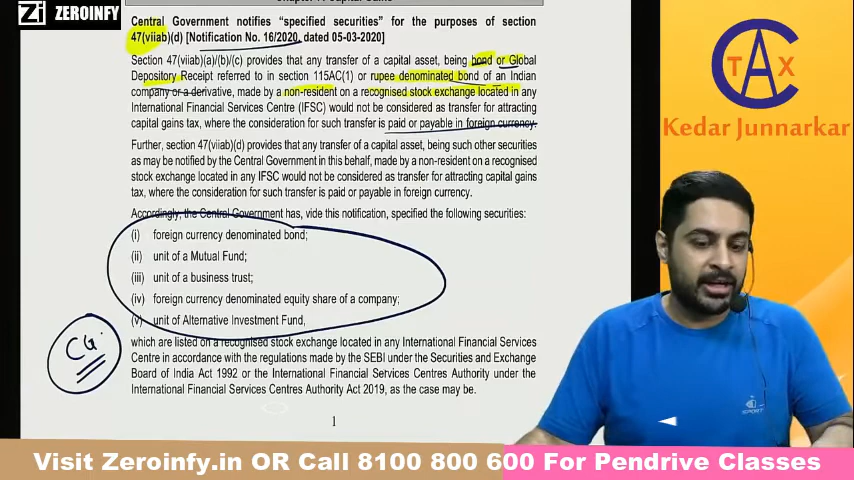 Chapter 7: Capital Gains
Zi ZEROINFY
Central Government notifies "specified securities" for the purposes of section
47(viiab)(d) [Notification No. 16/2020, dated 05-03-2020]
Section 47(viiab)(a)/(b)/(c) provides that any transfer of a capital asset, being bond or Global
Depository Receipt referred to in section 115AC(1) or rupee denominated bond of an Indian
company or a derivative, made by a non-resident on a recognised stock exchange located in any
International Financial Services Centre (IFSC) would not be considered as transfer for attracting
capital gains tax, where the consideration for such transfer is paid or payable in foreign currency.
Further, section 47(viiab)(d) provides that any transfer of a capital asset, being such other securities
as may be notified by the Central Government in this behalf, made by a non-resident on a recognised
stock exchange located in any IFSC would not be considered as transfer for attracting capital gains
tax, where the consideration for such transfer is paid or payable in foreign currency.
Accordingly, the Central Government has, vide this notification, specified the following securities:
(i) foreign currency denominated bond;
(ii) unit of a Mutual Fund;
(iii) unit of a business trust;
(iv) foreign currency denominated equity share of a company;
(v) unit of Alternative Investment Fund,
CG.
which are listed on a recognised stock exchange located in any International Financial Services
Centre in accordance with the regulations made by the SEBI under the Securities and Exchange
Board of India Act 1992 or the International Financial Services Centres Authority under the
International Financial Services Centres Authority Act 2019, as the case may be.
1
CA
TAX
Kedar Junnarkar
Visit Zeroinfy.in OR Call 8100 800 600 For Pendrive Classes